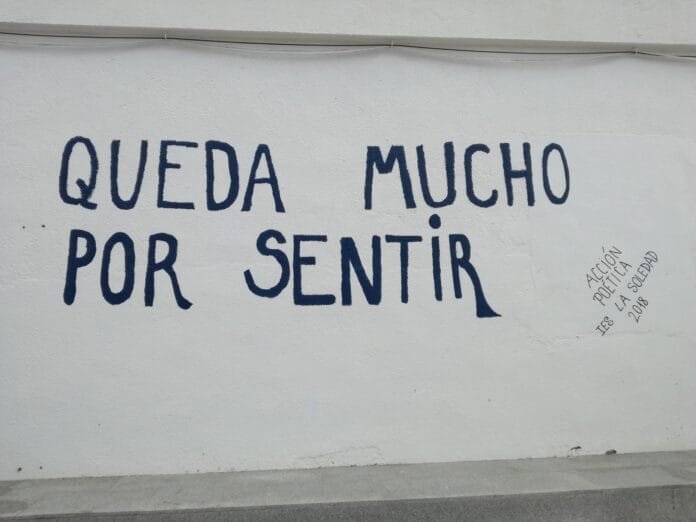 QUEDA MUCHO
POR SENTIR
ACCIÓN
POÉTICA
IES LA SOLEDAD
2018